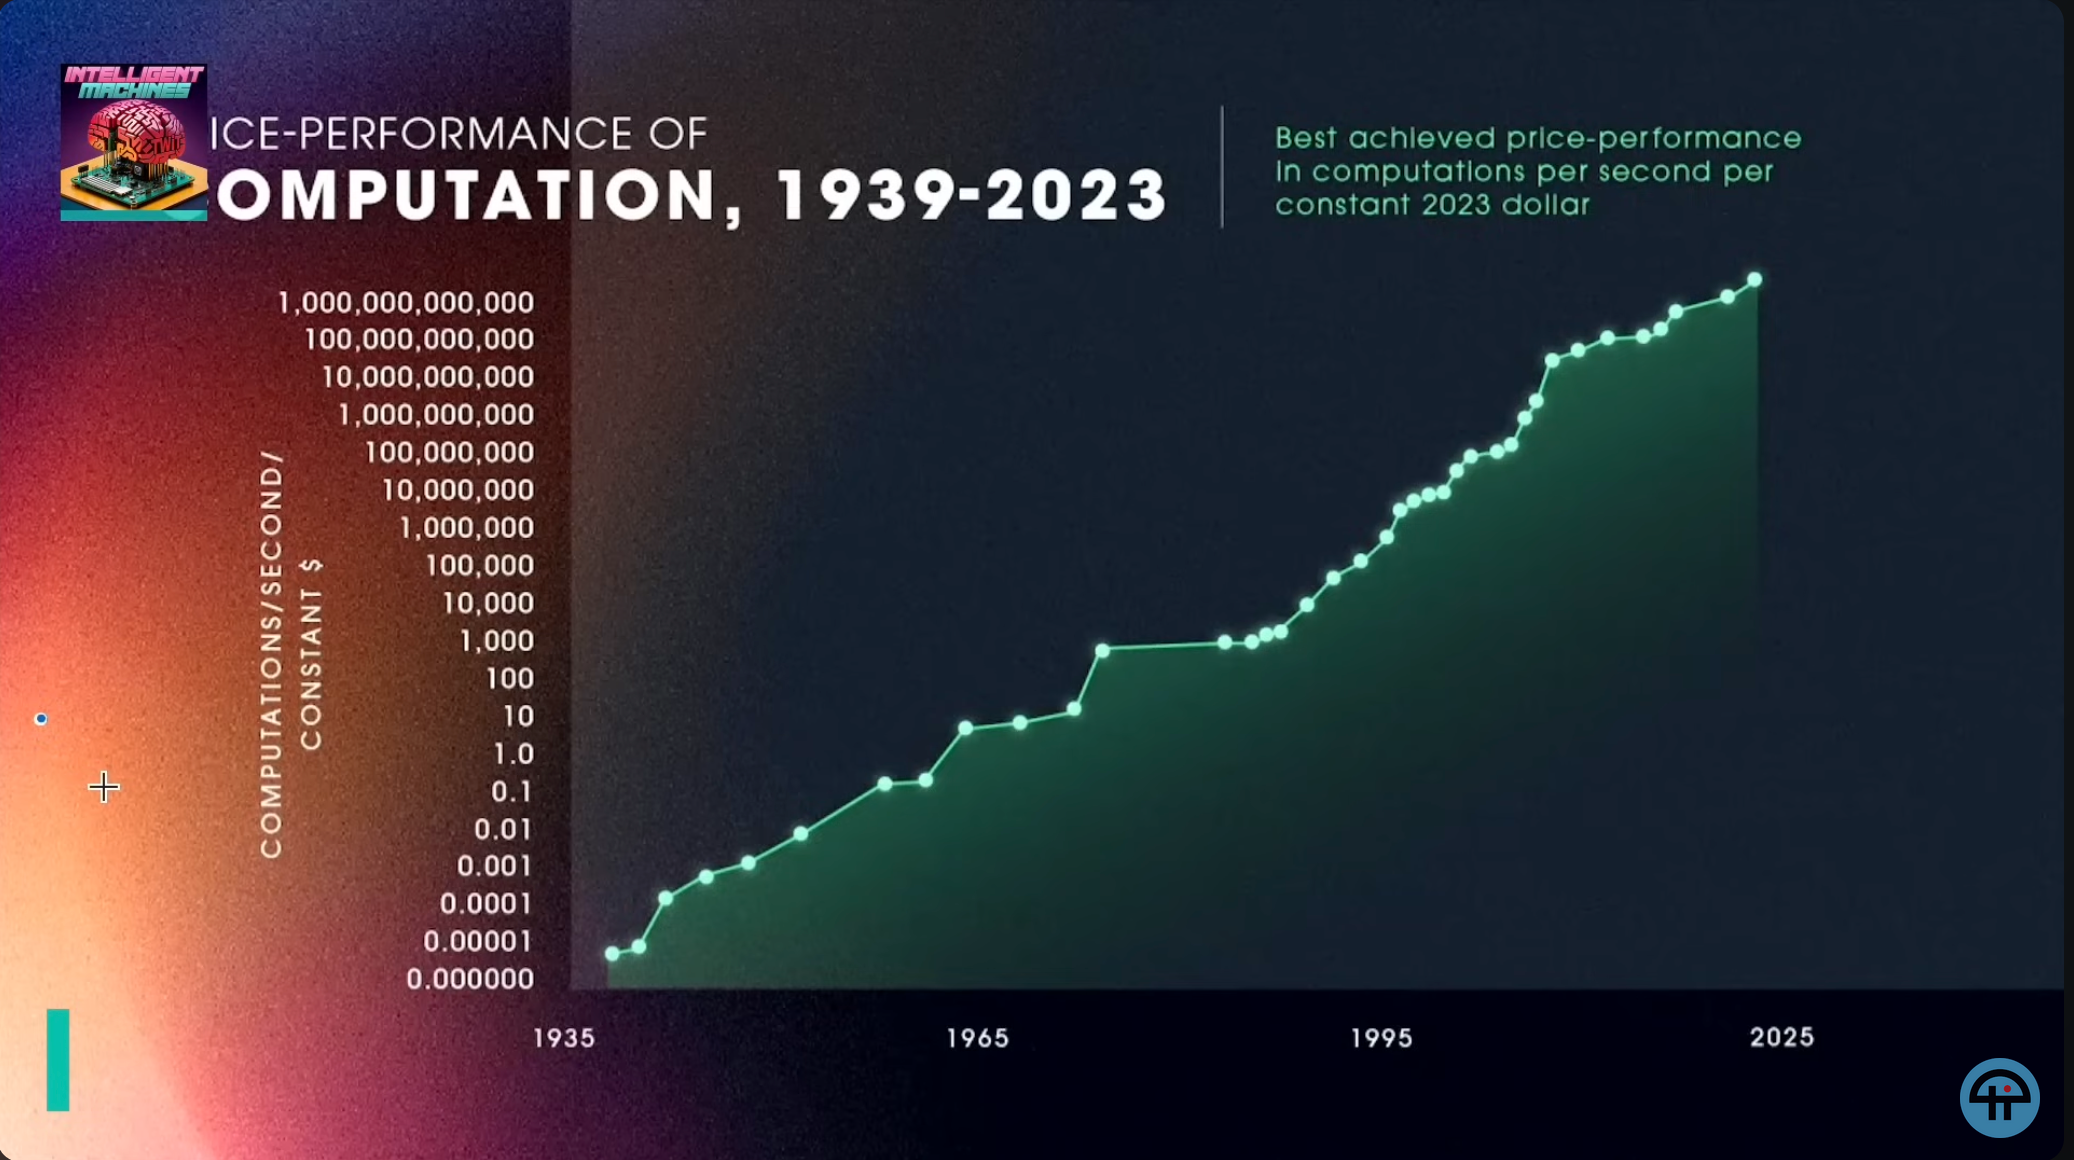 INTELLIGENT
MACHINES
ICE-PERFORMANCE OF
OMPUTATION, 1939-2023
Best achieved price-performance
in computations per second per
constant 2023 dollar
1,000,000,000,000
100,000,000,000
10,000,000,000
1,000,000,000
100,000,000
10,000,000
1,000,000
100,000
10,000
1,000
100
10
1.0
0.1
0.01
0.001
0.0001
0.00001
0.000000
COMPUTATIONS/SECOND/
CONSTANT $
1935
1965
1995
2025